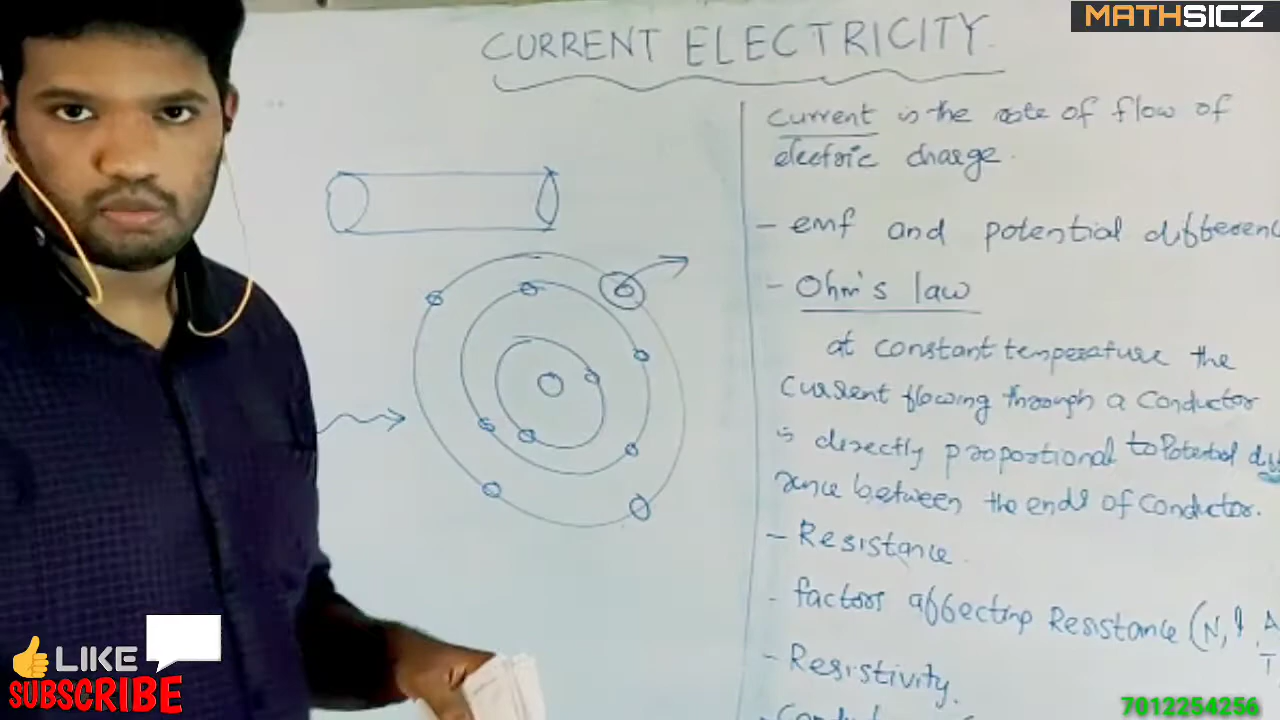 MATHSICZ
CURRENT ELECTRICITY.
Current is the rate of flow of
electric charge.
- emf and potential differenc
- Ohm's law
at constant temperature the
current flowing through a conductor
is directly proportional to Potential
between the ends of conductor.
- Resistance.
- factors affecting Resistance (N, l, A
T
- Resistivity.
LIKE
SUBSCRIBE
7012254256